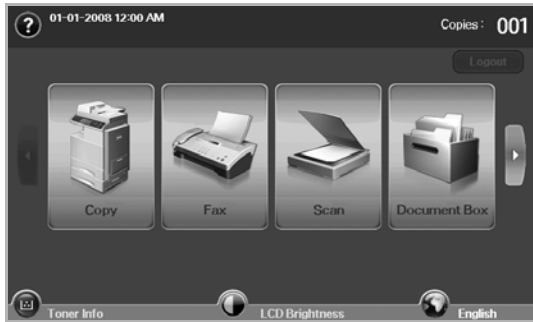 ?
01-01-2008 12:00 AM
Copies : 001
Logout
Copy
Fax
Scan
Document Box
Toner Info
LCD Brightness
English